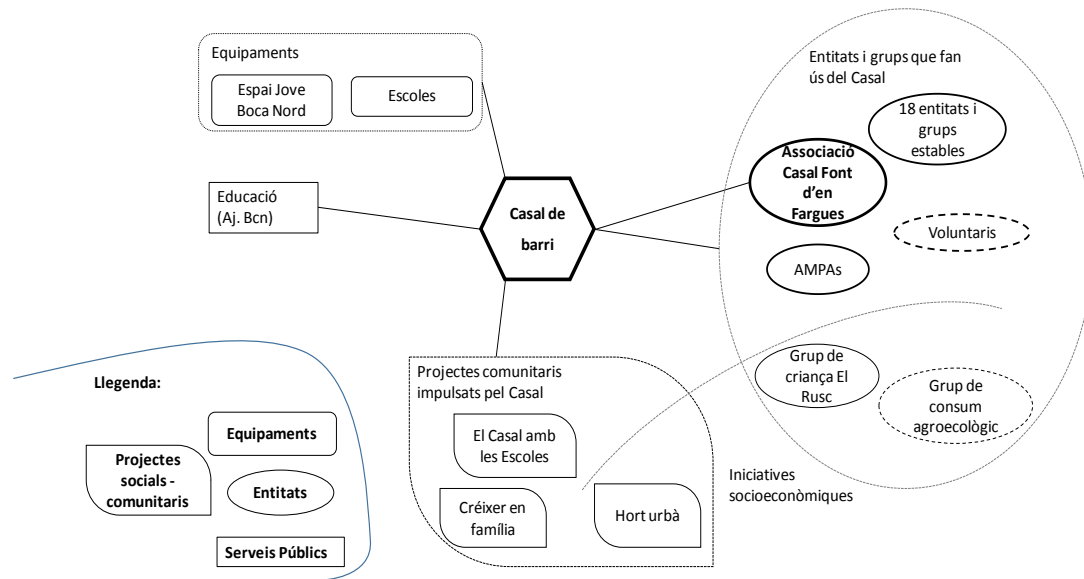 Equipaments
Espai Jove
Boca Nord
Escoles
Educació
(Aj. Bcn)
Casal de
barri
Entitats i grups que fan
ús del Casal
18 entitats i
grups
estables
Associació
Casal Font
d'en
Fargues
Voluntaris
AMPAs
Grup de
criança El
Rusc
Grup de
consum
agroecològic
Iniciatives
socioeconòmiques
Projectes comunitaris
impulsats pel Casal
El Casal amb
les Escoles
Créixer en
família
Hort urbà
Llegenda:
Equipaments
Projectes
socials -
comunitaris
Entitats
Serveis Públics